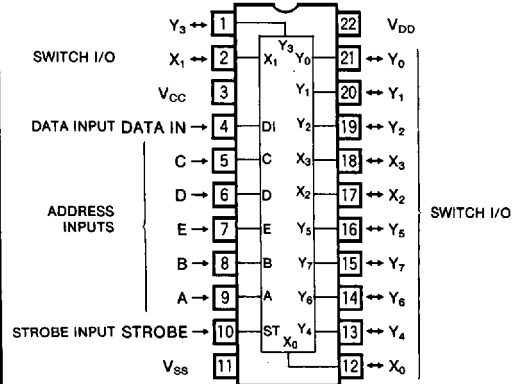 Y3 ↔ 1 Y3 22 VDD
SWITCH I/O X1 ↔ 2 X1 Y0 21 ↔ Y0
VCC 3 Y1 20 ↔ Y1
DATA INPUT DATA IN → 4 DI Y2 19 ↔ Y2
C → 5 C X3 18 ↔ X3
D → 6 D X2 17 ↔ X2
ADDRESS INPUTS E → 7 E Y5 16 ↔ Y5 SWITCH I/O
B → 8 B Y7 15 ↔ Y7
A → 9 A Y6 14 ↔ Y6
STROBE INPUT STROBE → 10 ST Y4 13 ↔ Y4
VSS 11 X0 12 ↔ X0